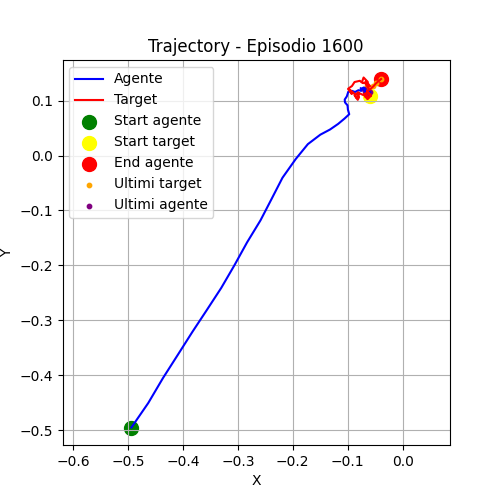 Trajectory - Episodio 1600
Agente
Target
Start agente
Start target
End agente
Ultimi target
Ultimi agente
Y
0.1
0.0
−0.1
−0.2
−0.3
−0.4
−0.5
−0.6 −0.5 −0.4 −0.3 −0.2 −0.1 0.0
X